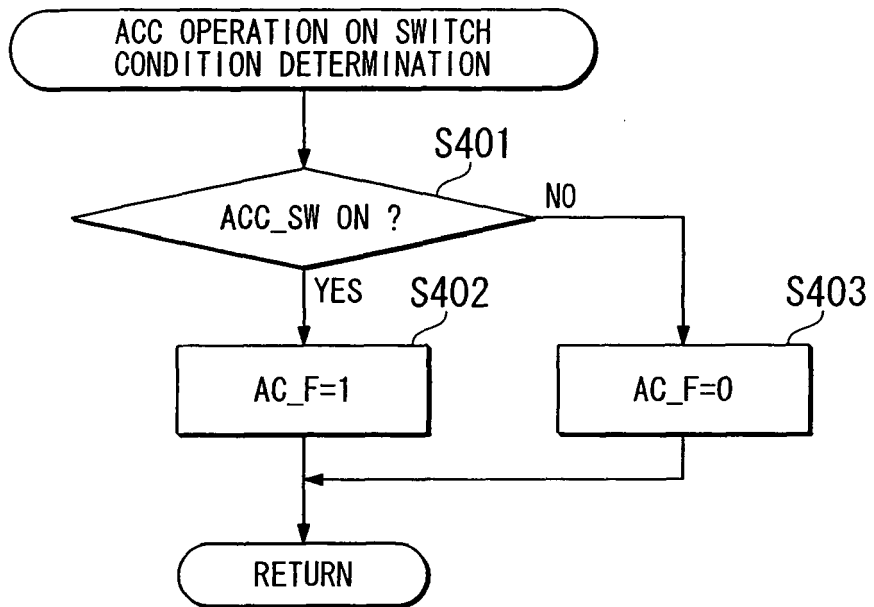 ACC OPERATION ON SWITCH
CONDITION DETERMINATION
S401
ACC_SW ON ?
NO
YES
S402
S403
AC_F=1
AC_F=0
RETURN